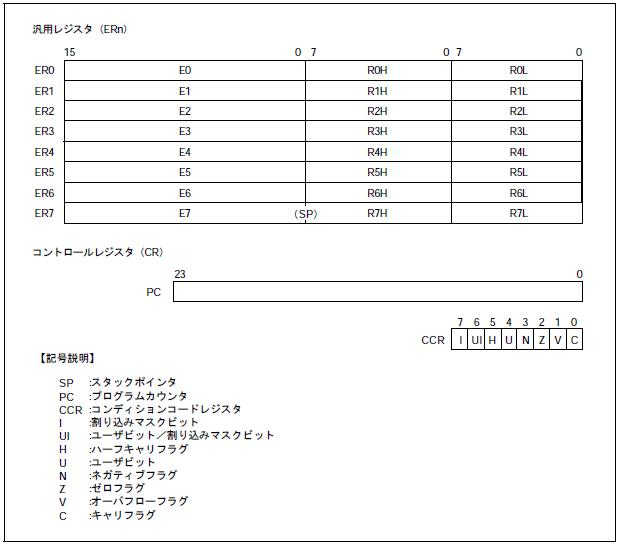 汎用レジスタ（ERn）
15 0 7 0 7 0
ER0 E0 R0H R0L
ER1 E1 R1H R1L
ER2 E2 R2H R2L
ER3 E3 R3H R3L
ER4 E4 R4H R4L
ER5 E5 R5H R5L
ER6 E6 R6H R6L
ER7 E7 （SP） R7H R7L
コントロールレジスタ（CR）
23 0
PC
7 6 5 4 3 2 1 0
CCR I UI H U N Z V C
【記号説明】
SP :スタックポインタ
PC :プログラムカウンタ
CCR :コンディションコードレジスタ
I :割り込みマスクビット
UI :ユーザビット／割り込みマスクビット
H :ハーフキャリフラグ
U :ユーザビット
N :ネガティブフラグ
Z :ゼロフラグ
V :オーバフローフラグ
C :キャリフラグ